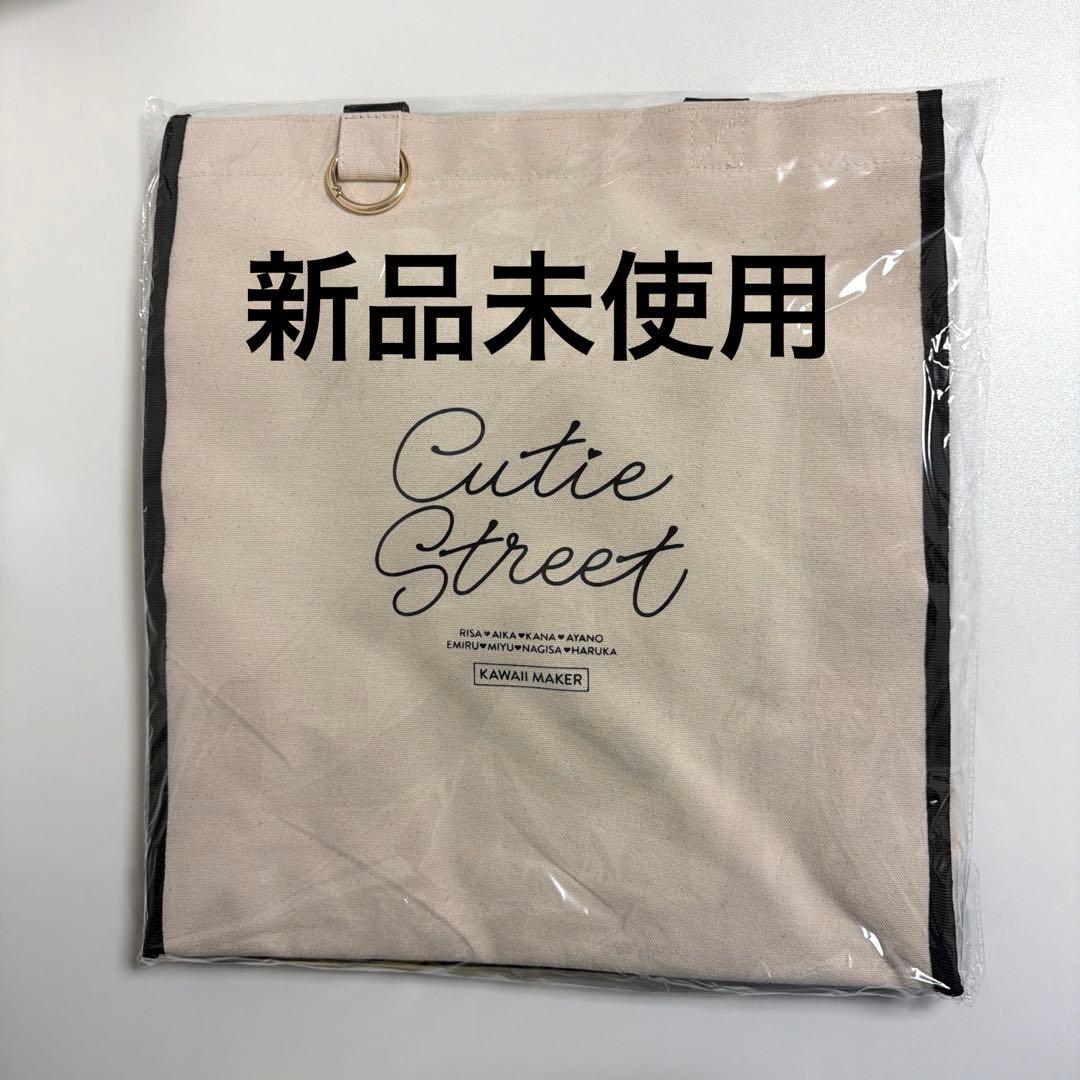 新品未使用
Cutie
Street
RISA♥AIKA♥KANA♥AYANO
EMIRU♥MIYU♥NAGISA♥HARUKA
KAWAII MAKER